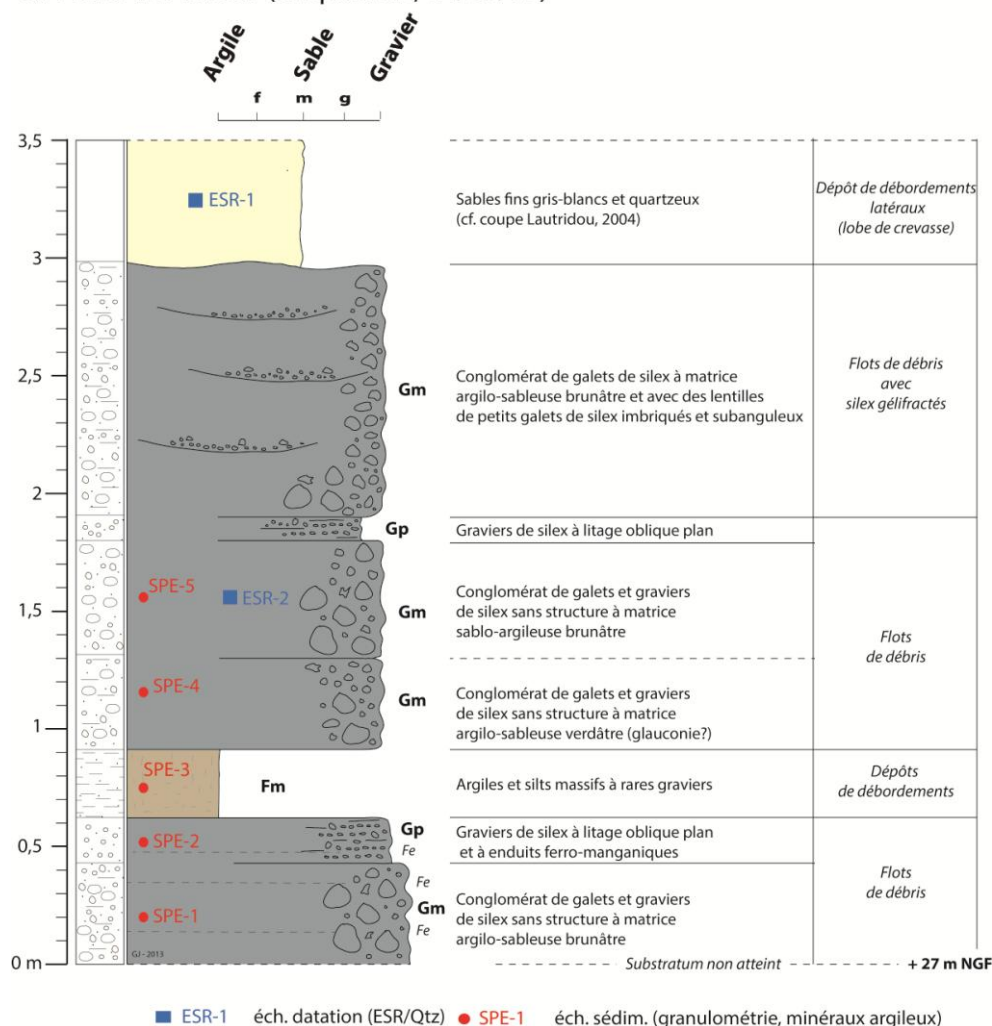 Argile
Sable
Gravier
f m g
3,5
3
2,5
2
1,5
1
0,5
0 m
ESR-1
Sables fins gris-blancs et quartzeux
(cf. coupe Lautridou, 2004)
Dépôt de débordements
latéraux
(lobe de crevasse)
Gm
Conglomérat de galets de silex à matrice
argilo-sableuse brunâtre et avec des lentilles
de petits galets de silex imbriqués et subanguleux
Flots de débris
avec
silex gélifractés
Gp
Graviers de silex à litage oblique plan
SPE-5
ESR-2
Gm
Conglomérat de galets et graviers
de silex sans structure à matrice
sablo-argileuse brunâtre
Flots
de débris
SPE-4
Gm
Conglomérat de galets et graviers
de silex sans structure à matrice
argilo-sableuse verdâtre (glauconie?)
SPE-3
Fm
Argiles et silts massifs à rares graviers
Dépôts
de débordements
SPE-2
Gp
Fe
Graviers de silex à litage oblique plan
et à enduits ferro-manganiques
Flots
de débris
SPE-1
Fe
Gm
Fe
Conglomérat de galets et graviers
de silex sans structure à matrice
argilo-sableuse brunâtre
GJ - 2013
Substratum non atteint
+ 27 m NGF
ESR-1 éch. datation (ESR/Qtz) SPE-1 éch. sédim. (granulométrie, minéraux argileux)